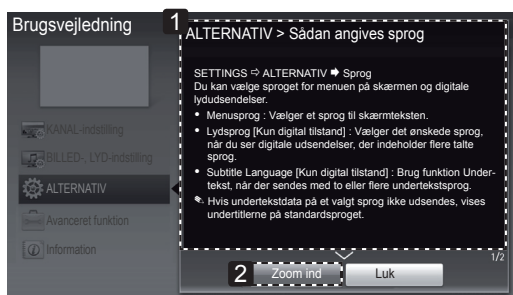 Brugsvejledning
1
ALTERNATIV > Sådan angives sprog
SETTINGS ⇨ ALTERNATIV ➡ Sprog
Du kan vælge sproget for menuen på skærmen og digitale
lydudsendelser.
• Menusprog : Vælger et sprog til skærmteksten.
• Lydsprog [Kun digital tilstand] : Vælger det ønskede sprog,
når du ser digitale udsendelser, der indeholder flere talte
sprog.
• Subtitle Language [Kun digital tilstand] : Brug funktion Under-
tekst, når der sendes med to eller flere undertekstsprog.
✎ Hvis undertekstdata på et valgt sprog ikke udsendes, vises
undertitlerne på standardsproget.
KANAL-indstilling
BILLED-, LYD-indstilling
ALTERNATIV
Avanceret funktion
Information
1/2
2
Zoom ind
Luk